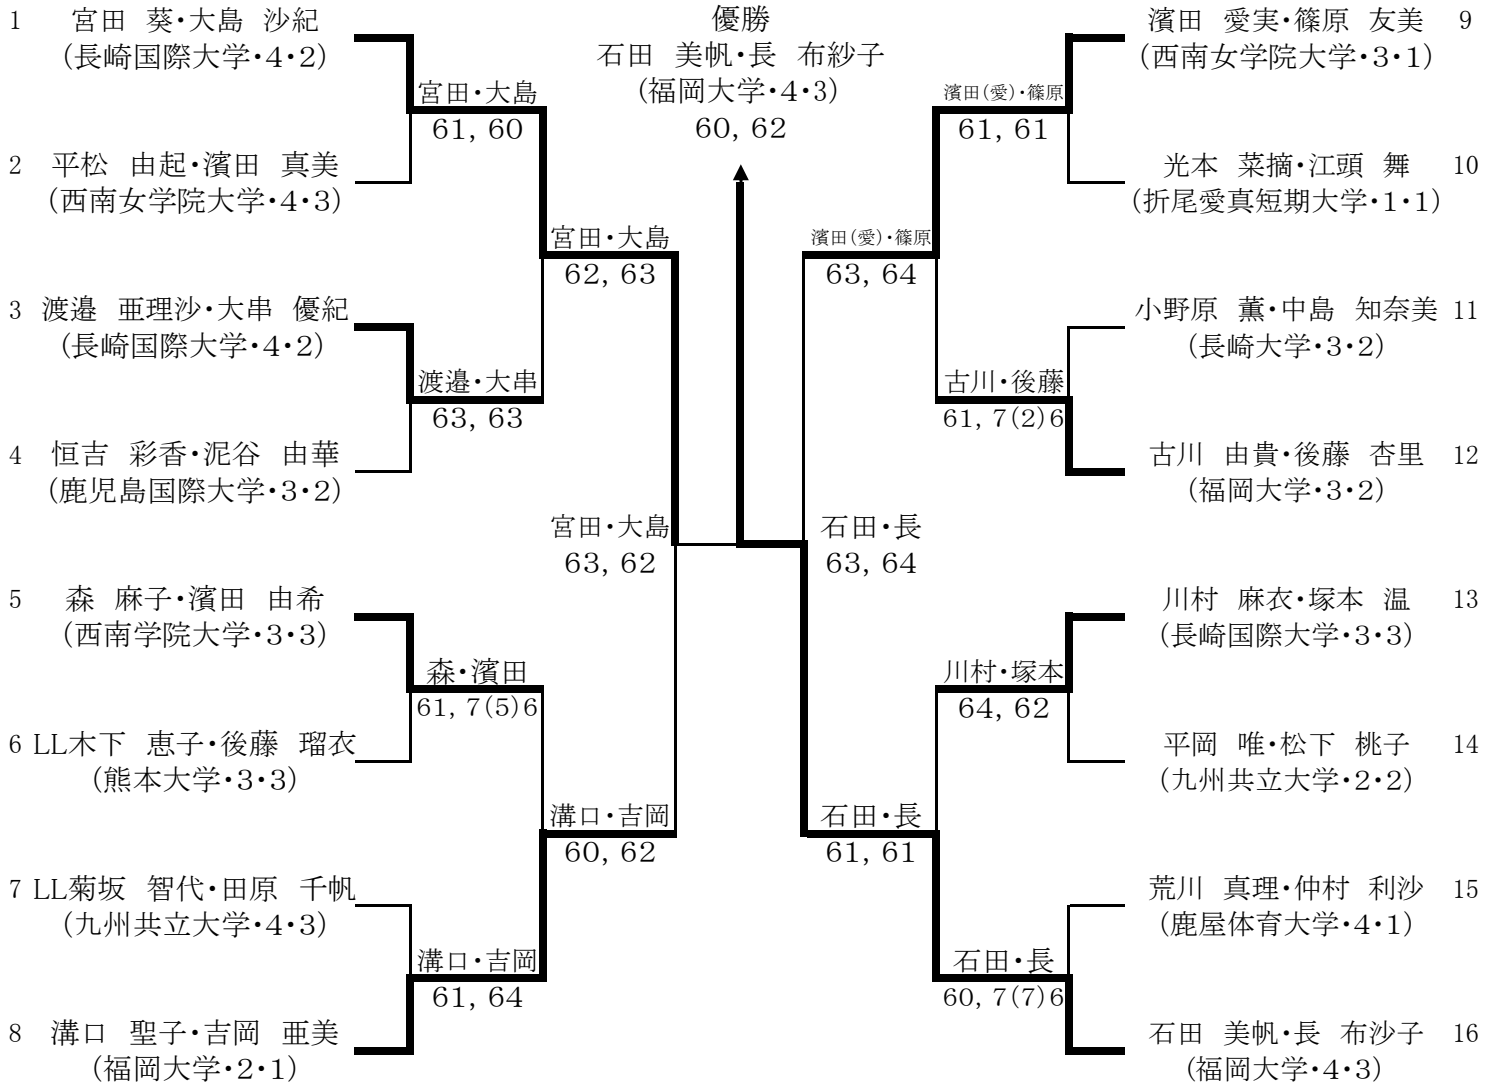 1 宮田 葵・大島 沙紀
(長崎国際大学・4・2)
宮田・大島
61, 60
2 平松 由起・濱田 真美
(西南女学院大学・4・3)
宮田・大島
62, 63
3 渡邉 亜理沙・大串 優紀
(長崎国際大学・4・2)
渡邉・大串
63, 63
4 恒吉 彩香・泥谷 由華
(鹿児島国際大学・3・2)
宮田・大島
63, 62
5 森 麻子・濱田 由希
(西南学院大学・3・3)
森・濱田
61, 7(5)6
6 LL木下 恵子・後藤 瑠衣
(熊本大学・3・3)
溝口・吉岡
60, 62
7 LL菊坂 智代・田原 千帆
(九州共立大学・4・3)
溝口・吉岡
61, 64
8 溝口 聖子・吉岡 亜美
(福岡大学・2・1)
優勝
石田 美帆・長 布紗子
(福岡大学・4・3)
60, 62
濱田 愛実・篠原 友美 9
(西南女学院大学・3・1)
濱田(愛)・篠原
61, 61
光本 菜摘・江頭 舞 10
(折尾愛真短期大学・1・1)
濱田(愛)・篠原
63, 64
小野原 薫・中島 知奈美 11
(長崎大学・3・2)
古川・後藤
61, 7(2)6
古川 由貴・後藤 杏里 12
(福岡大学・3・2)
石田・長
63, 64
川村 麻衣・塚本 温 13
(長崎国際大学・3・3)
川村・塚本
64, 62
平岡 唯・松下 桃子 14
(九州共立大学・2・2)
石田・長
61, 61
荒川 真理・仲村 利沙 15
(鹿屋体育大学・4・1)
石田・長
60, 7(7)6
石田 美帆・長 布沙子 16
(福岡大学・4・3)